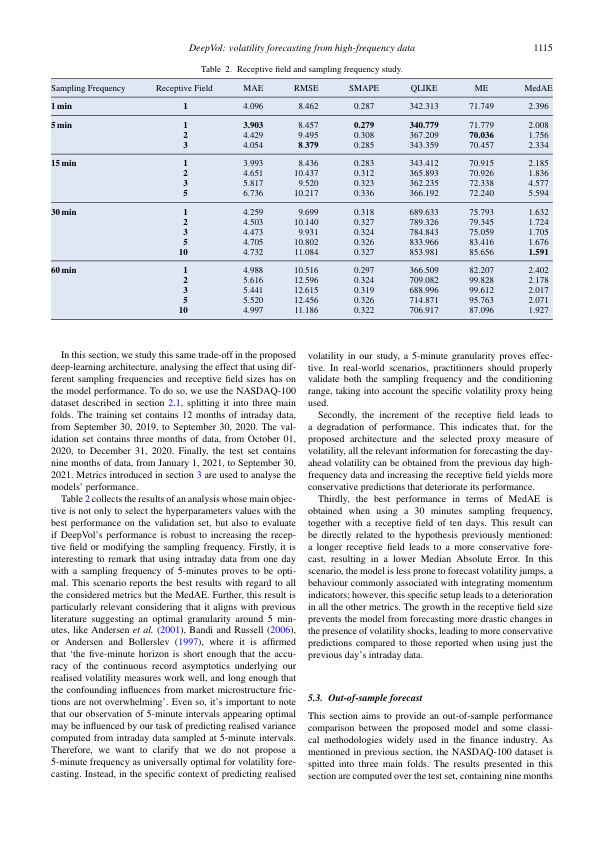 DeepVol: volatility forecasting from high-frequency data 1115
Table 2. Receptive field and sampling frequency study.
Sampling Frequency Receptive Field MAE RMSE SMAPE QLIKE ME MedAE
1 min 1 4.096 8.462 0.287 342.313 71.749 2.396
5 min 1 3.903 8.457 0.279 340.779 71.779 2.008
2 4.429 9.495 0.308 367.209 70.036 1.756
3 4.054 8.379 0.285 343.359 70.457 2.334
15 min 1 3.993 8.436 0.283 343.412 70.915 2.185
2 4.651 10.437 0.312 365.893 70.926 1.836
3 5.817 9.520 0.323 362.235 72.338 4.577
5 6.736 10.217 0.336 366.192 72.240 5.594
30 min 1 4.259 9.699 0.318 689.633 75.793 1.632
2 4.503 10.140 0.327 789.326 79.345 1.724
3 4.473 9.931 0.324 784.843 75.059 1.705
5 4.705 10.802 0.326 833.966 83.416 1.676
10 4.732 11.084 0.327 853.981 85.656 1.591
60 min 1 4.988 10.516 0.297 366.509 82.207 2.402
2 5.616 12.596 0.324 709.082 99.828 2.178
3 5.441 12.615 0.319 688.996 99.612 2.017
5 5.520 12.456 0.326 714.871 95.763 2.071
10 4.997 11.186 0.322 706.917 87.096 1.927
In this section, we study this same trade-off in the proposed
deep-learning architecture, analysing the effect that using dif-
ferent sampling frequencies and receptive field sizes has on
the model performance. To do so, we use the NASDAQ-100
dataset described in section 2.1, splitting it into three main
folds. The training set contains 12 months of intraday data,
from September 30, 2019, to September 30, 2020. The val-
idation set contains three months of data, from October 01,
2020, to December 31, 2020. Finally, the test set contains
nine months of data, from January 1, 2021, to September 30,
2021. Metrics introduced in section 3 are used to analyse the
models' performance.
Table 2 collects the results of an analysis whose main objec-
tive is not only to select the hyperparameters values with the
best performance on the validation set, but also to evaluate
if DeepVol's performance is robust to increasing the recep-
tive field or modifying the sampling frequency. Firstly, it is
interesting to remark that using intraday data from one day
with a sampling frequency of 5-minutes proves to be opti-
mal. This scenario reports the best results with regard to all
the considered metrics but the MedAE. Further, this result is
particularly relevant considering that it aligns with previous
literature suggesting an optimal granularity around 5 min-
utes, like Andersen et al. (2001), Bandi and Russell (2006),
or Andersen and Bollerslev (1997), where it is affirmed
that 'the five-minute horizon is short enough that the accu-
racy of the continuous record asymptotics underlying our
realised volatility measures work well, and long enough that
the confounding influences from market microstructure fric-
tions are not overwhelming'. Even so, it's important to note
that our observation of 5-minute intervals appearing optimal
may be influenced by our task of predicting realised variance
computed from intraday data sampled at 5-minute intervals.
Therefore, we want to clarify that we do not propose a
5-minute frequency as universally optimal for volatility fore-
casting. Instead, in the specific context of predicting realised
volatility in our study, a 5-minute granularity proves effec-
tive. In real-world scenarios, practitioners should properly
validate both the sampling frequency and the conditioning
range, taking into account the specific volatility proxy being
used.
Secondly, the increment of the receptive field leads to
a degradation of performance. This indicates that, for the
proposed architecture and the selected proxy measure of
volatility, all the relevant information for forecasting the day-
ahead volatility can be obtained from the previous day high-
frequency data and increasing the receptive field yields more
conservative predictions that deteriorate its performance.
Thirdly, the best performance in terms of MedAE is
obtained when using a 30 minutes sampling frequency,
together with a receptive field of ten days. This result can
be directly related to the hypothesis previously mentioned:
a longer receptive field leads to a more conservative fore-
cast, resulting in a lower Median Absolute Error. In this
scenario, the model is less prone to forecast volatility jumps, a
behaviour commonly associated with integrating momentum
indicators; however, this specific setup leads to a deterioration
in all the other metrics. The growth in the receptive field size
prevents the model from forecasting more drastic changes in
the presence of volatility shocks, leading to more conservative
predictions compared to those reported when using just the
previous day's intraday data.
5.3. Out-of-sample forecast
This section aims to provide an out-of-sample performance
comparison between the proposed model and some classi-
cal methodologies widely used in the finance industry. As
mentioned in previous section, the NASDAQ-100 dataset is
spitted into three main folds. The results presented in this
section are computed over the test set, containing nine months